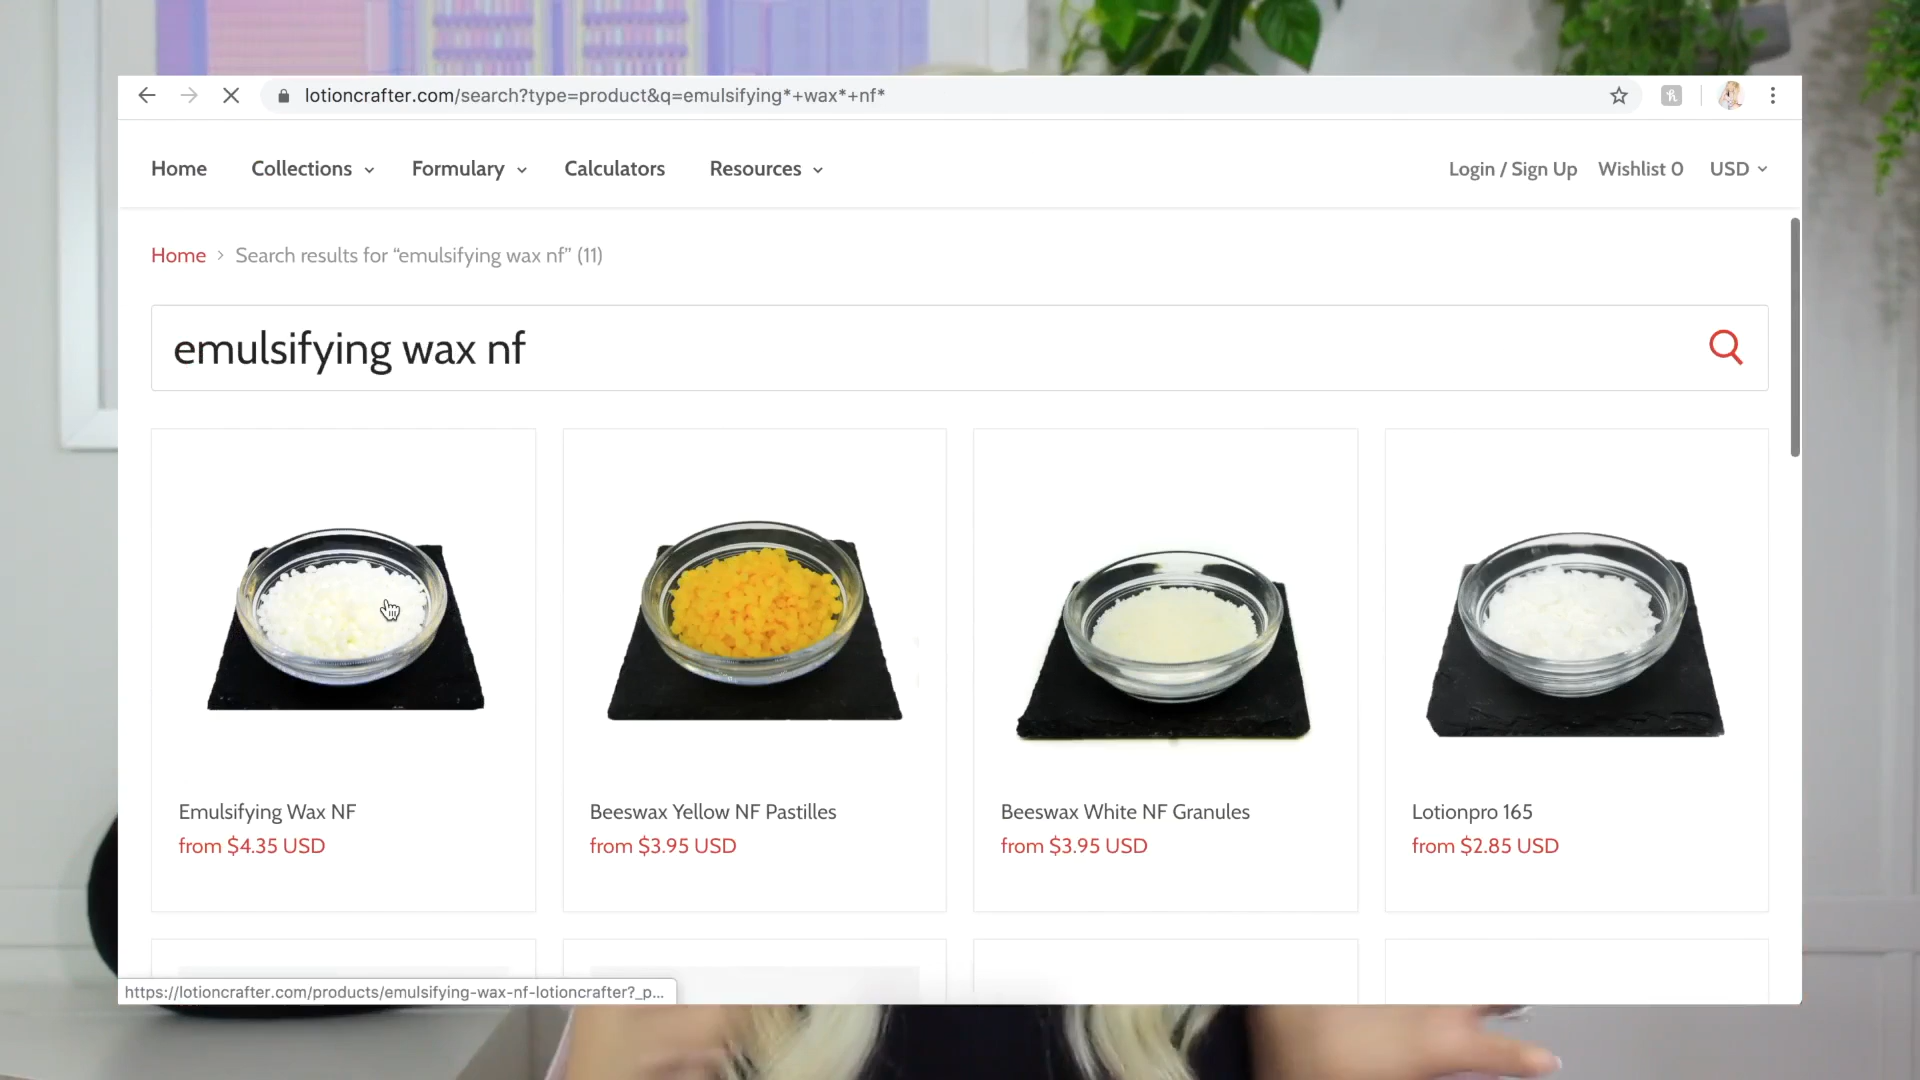 lotioncrafter.com/search?type=product&q=emulsifying*+wax*+nf*
Home Collections Formulary Calculators Resources Login / Sign Up Wishlist 0 USD
Home > Search results for “emulsifying wax nf” (11)
emulsifying wax nf
Emulsifying Wax NF
from $4.35 USD
Beeswax Yellow NF Pastilles
from $3.95 USD
Beeswax White NF Granules
from $3.95 USD
Lotionpro 165
from $2.85 USD
https://lotioncrafter.com/products/emulsifying-wax-nf-lotioncrafter?_p...